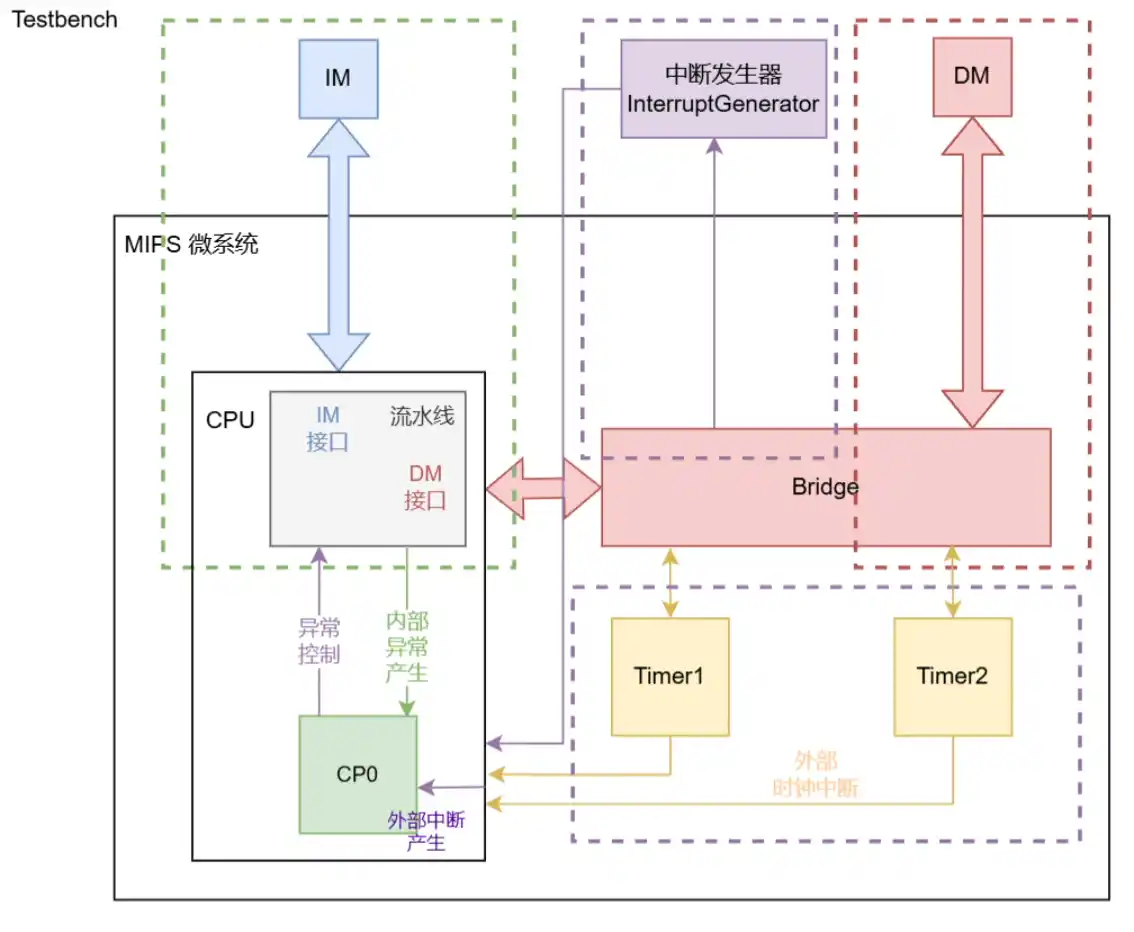 Testbench
IM
中断发生器
InterruptGenerator
DM
MIPS 微系统
CPU
IM
接口
流水线
DM
接口
Bridge
异常
控制
内部
异常
产生
Timer1
Timer2
CP0
外部
时钟中断
外部中断
产生